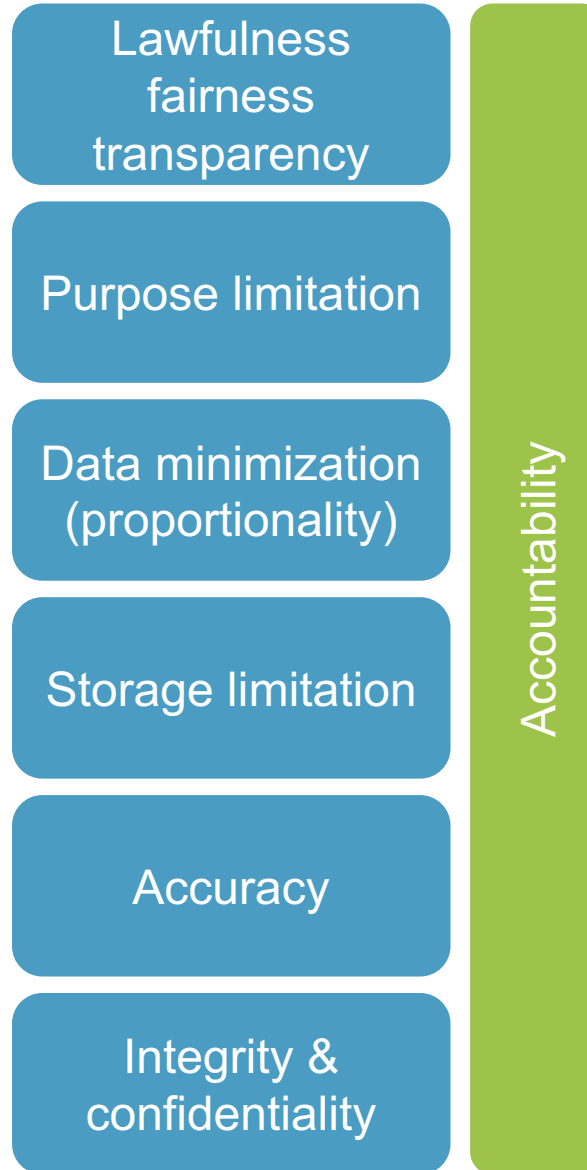 Lawfulness
fairness
transparency
Purpose limitation
Data minimization
(proportionality)
Storage limitation
Accuracy
Integrity &
confidentiality
Accountability